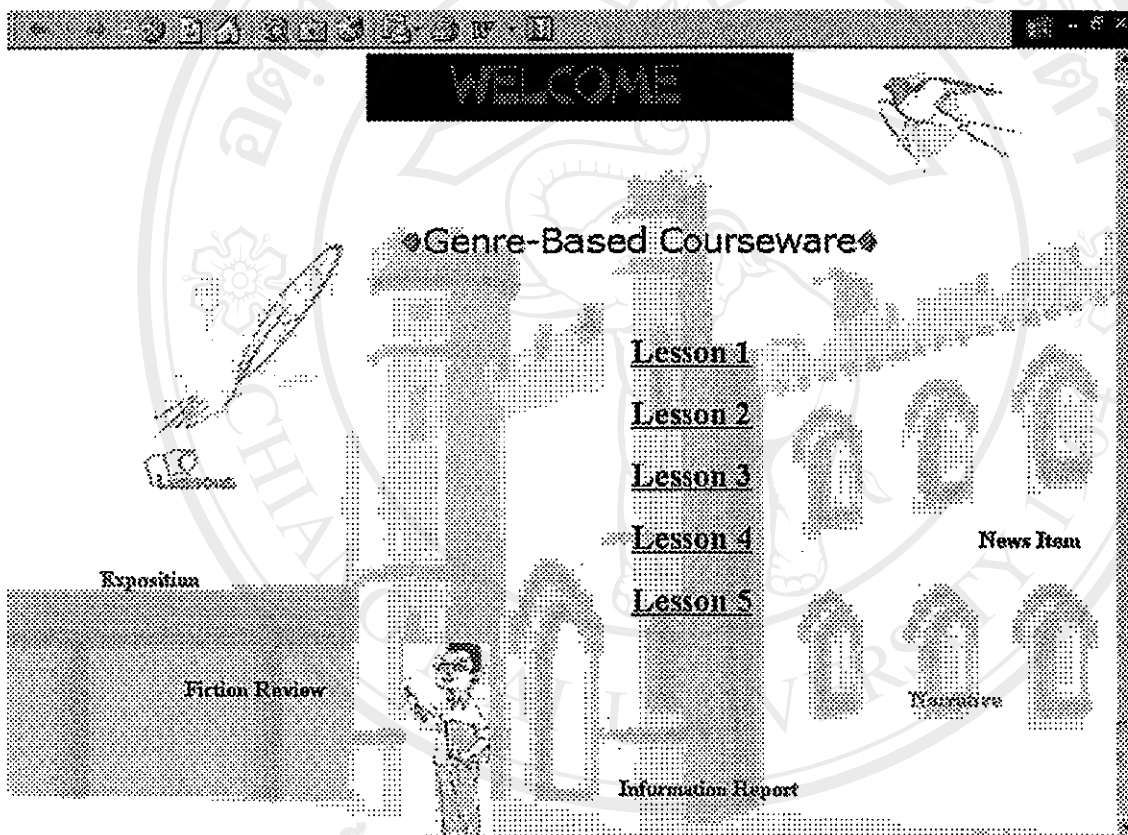 WELCOME
Genre-Based Courseware
Lesson 1
Lesson 2
Lesson 3
Lesson 4
Lesson 5
News Item
Exposition
Fiction Review
Narrative
Information Report